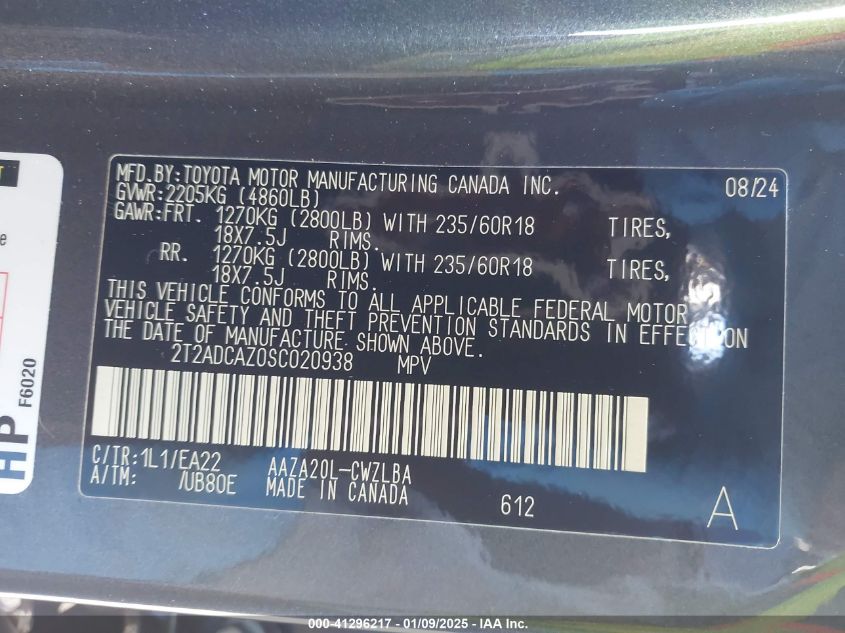 MFD.BY:TOYOTA MOTOR MANUFACTURING CANADA INC. 08/24
GVWR:2205KG (4860LB)
GAWR:FRT. 1270KG (2800LB) WITH 235/60R18 TIRES,
18X7.5J RIMS.
RR. 1270KG (2800LB) WITH 235/60R18 TIRES,
18X7.5J RIMS.
THIS VEHICLE CONFORMS TO ALL APPLICABLE FEDERAL MOTOR
VEHICLE SAFETY AND THEFT PREVENTION STANDARDS IN EFFECT ON
THE DATE OF MANUFACTURE SHOWN ABOVE.
2T2ADCAZ0SC020938 MPV
C/TR:1L1/EA22 AAZA20L-CWZLBA
A/TM: /UB80E MADE IN CANADA
612 A
HP F6020
000-41296217 - 01/09/2025 - IAA Inc.